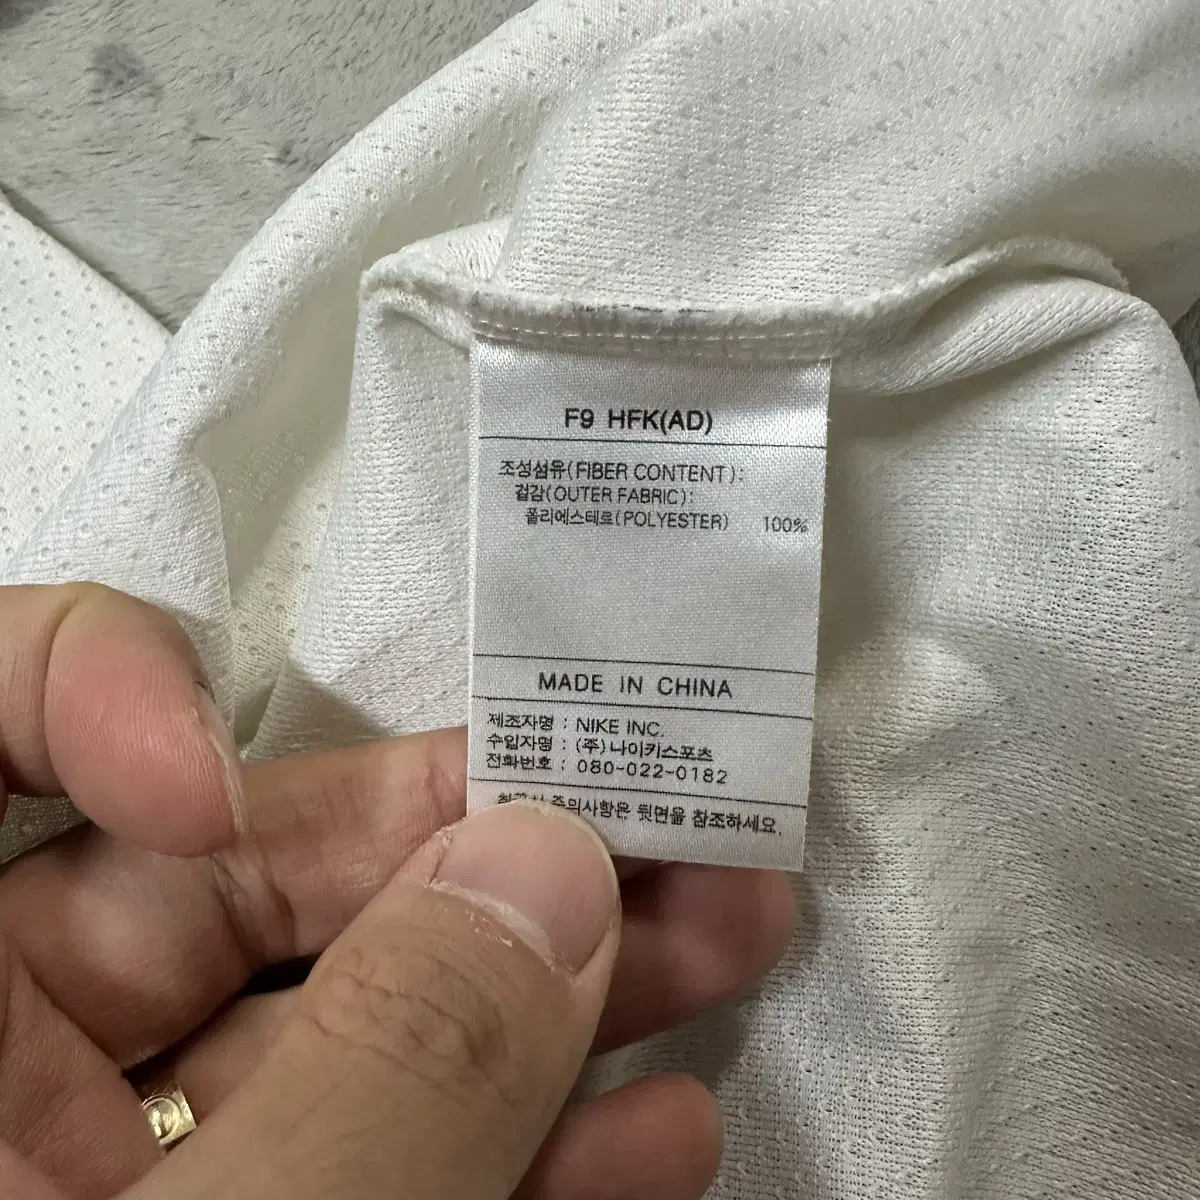 F9 HFK(AD)
조성섬유(FIBER CONTENT):
겉감(OUTER FABRIC):
폴리에스테르(POLYESTER) 100%
MADE IN CHINA
제조자명 : NIKE INC.
수입자명 : (주)나이키스포츠
전화번호 : 080-022-0182
주의사항은 뒷면을 참조하세요.